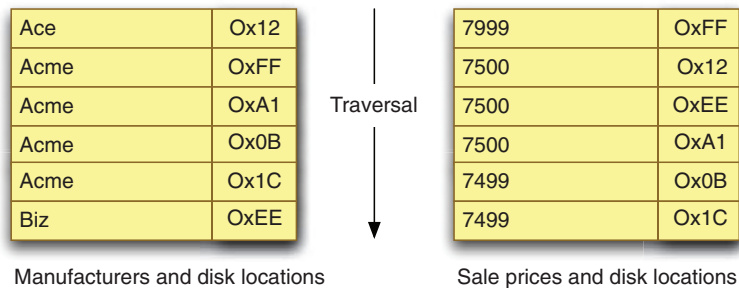 Ace Ox12
Acme OxFF
Acme OxA1
Acme Ox0B
Acme Ox1C
Biz OxEE
Manufacturers and disk locations
Traversal
7999 OxFF
7500 Ox12
7500 OxEE
7500 OxA1
7499 Ox0B
7499 Ox1C
Sale prices and disk locations